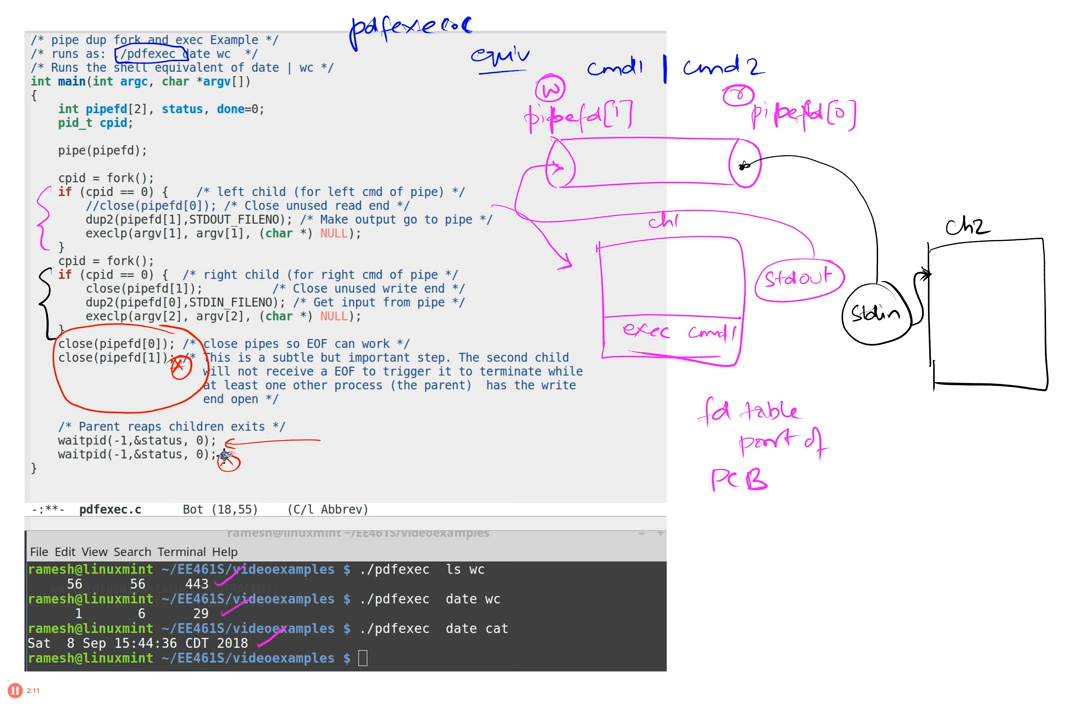 pdfexec.c
/* pipe dup fork and exec Example */
/* runs as: ./pdfexec date wc */
/* Runs the shell equivalent of date | wc */
int main(int argc, char *argv[])
{
int pipefd[2], status, done=0;
pid_t cpid;
pipe(pipefd);
cpid = fork();
if (cpid == 0) { /* left child (for left cmd of pipe) */
//close(pipefd[0]); /* Close unused read end */
dup2(pipefd[1],STDOUT_FILENO); /* Make output go to pipe */
execlp(argv[1], argv[1], (char *) NULL);
}
cpid = fork();
if (cpid == 0) { /* right child (for right cmd of pipe */
close(pipefd[1]); /* Close unused write end */
dup2(pipefd[0],STDIN_FILENO); /* Get input from pipe */
execlp(argv[2], argv[2], (char *) NULL);
}
close(pipefd[0]); /* close pipes so EOF can work */
close(pipefd[1]); /* This is a subtle but important step. The second child
will not receive a EOF to trigger it to terminate while
at least one other process (the parent) has the write
end open */
/* Parent reaps children exits */
waitpid(-1,&status, 0);
waitpid(-1,&status, 0);
}
-:**- pdfexec.c Bot (18,55) (C/l Abbrev)
equiv cmd1 | cmd2
w r
pipefd[1] pipefd[0]
ch1
stdout
exec cmd1
ch2
stdin
fd table
part of
PCB
ramesh@linuxmint ~/EE461S/videoexamples
File Edit View Search Terminal Help
ramesh@linuxmint ~/EE461S/videoexamples $ ./pdfexec ls wc
56 56 443
ramesh@linuxmint ~/EE461S/videoexamples $ ./pdfexec date wc
1 6 29
ramesh@linuxmint ~/EE461S/videoexamples $ ./pdfexec date cat
Sat 8 Sep 15:44:36 CDT 2018
ramesh@linuxmint ~/EE461S/videoexamples $
2:11